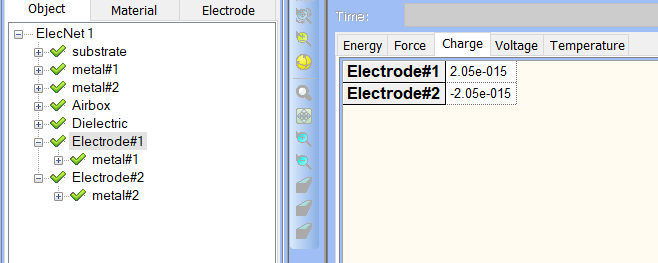 Object Material Electrode
ElecNet 1
substrate
metal#1
metal#2
Airbox
Dielectric
Electrode#1
metal#1
Electrode#2
metal#2
Time:
Energy Force Charge Voltage Temperature
Electrode#1 2.05e-015
Electrode#2 -2.05e-015